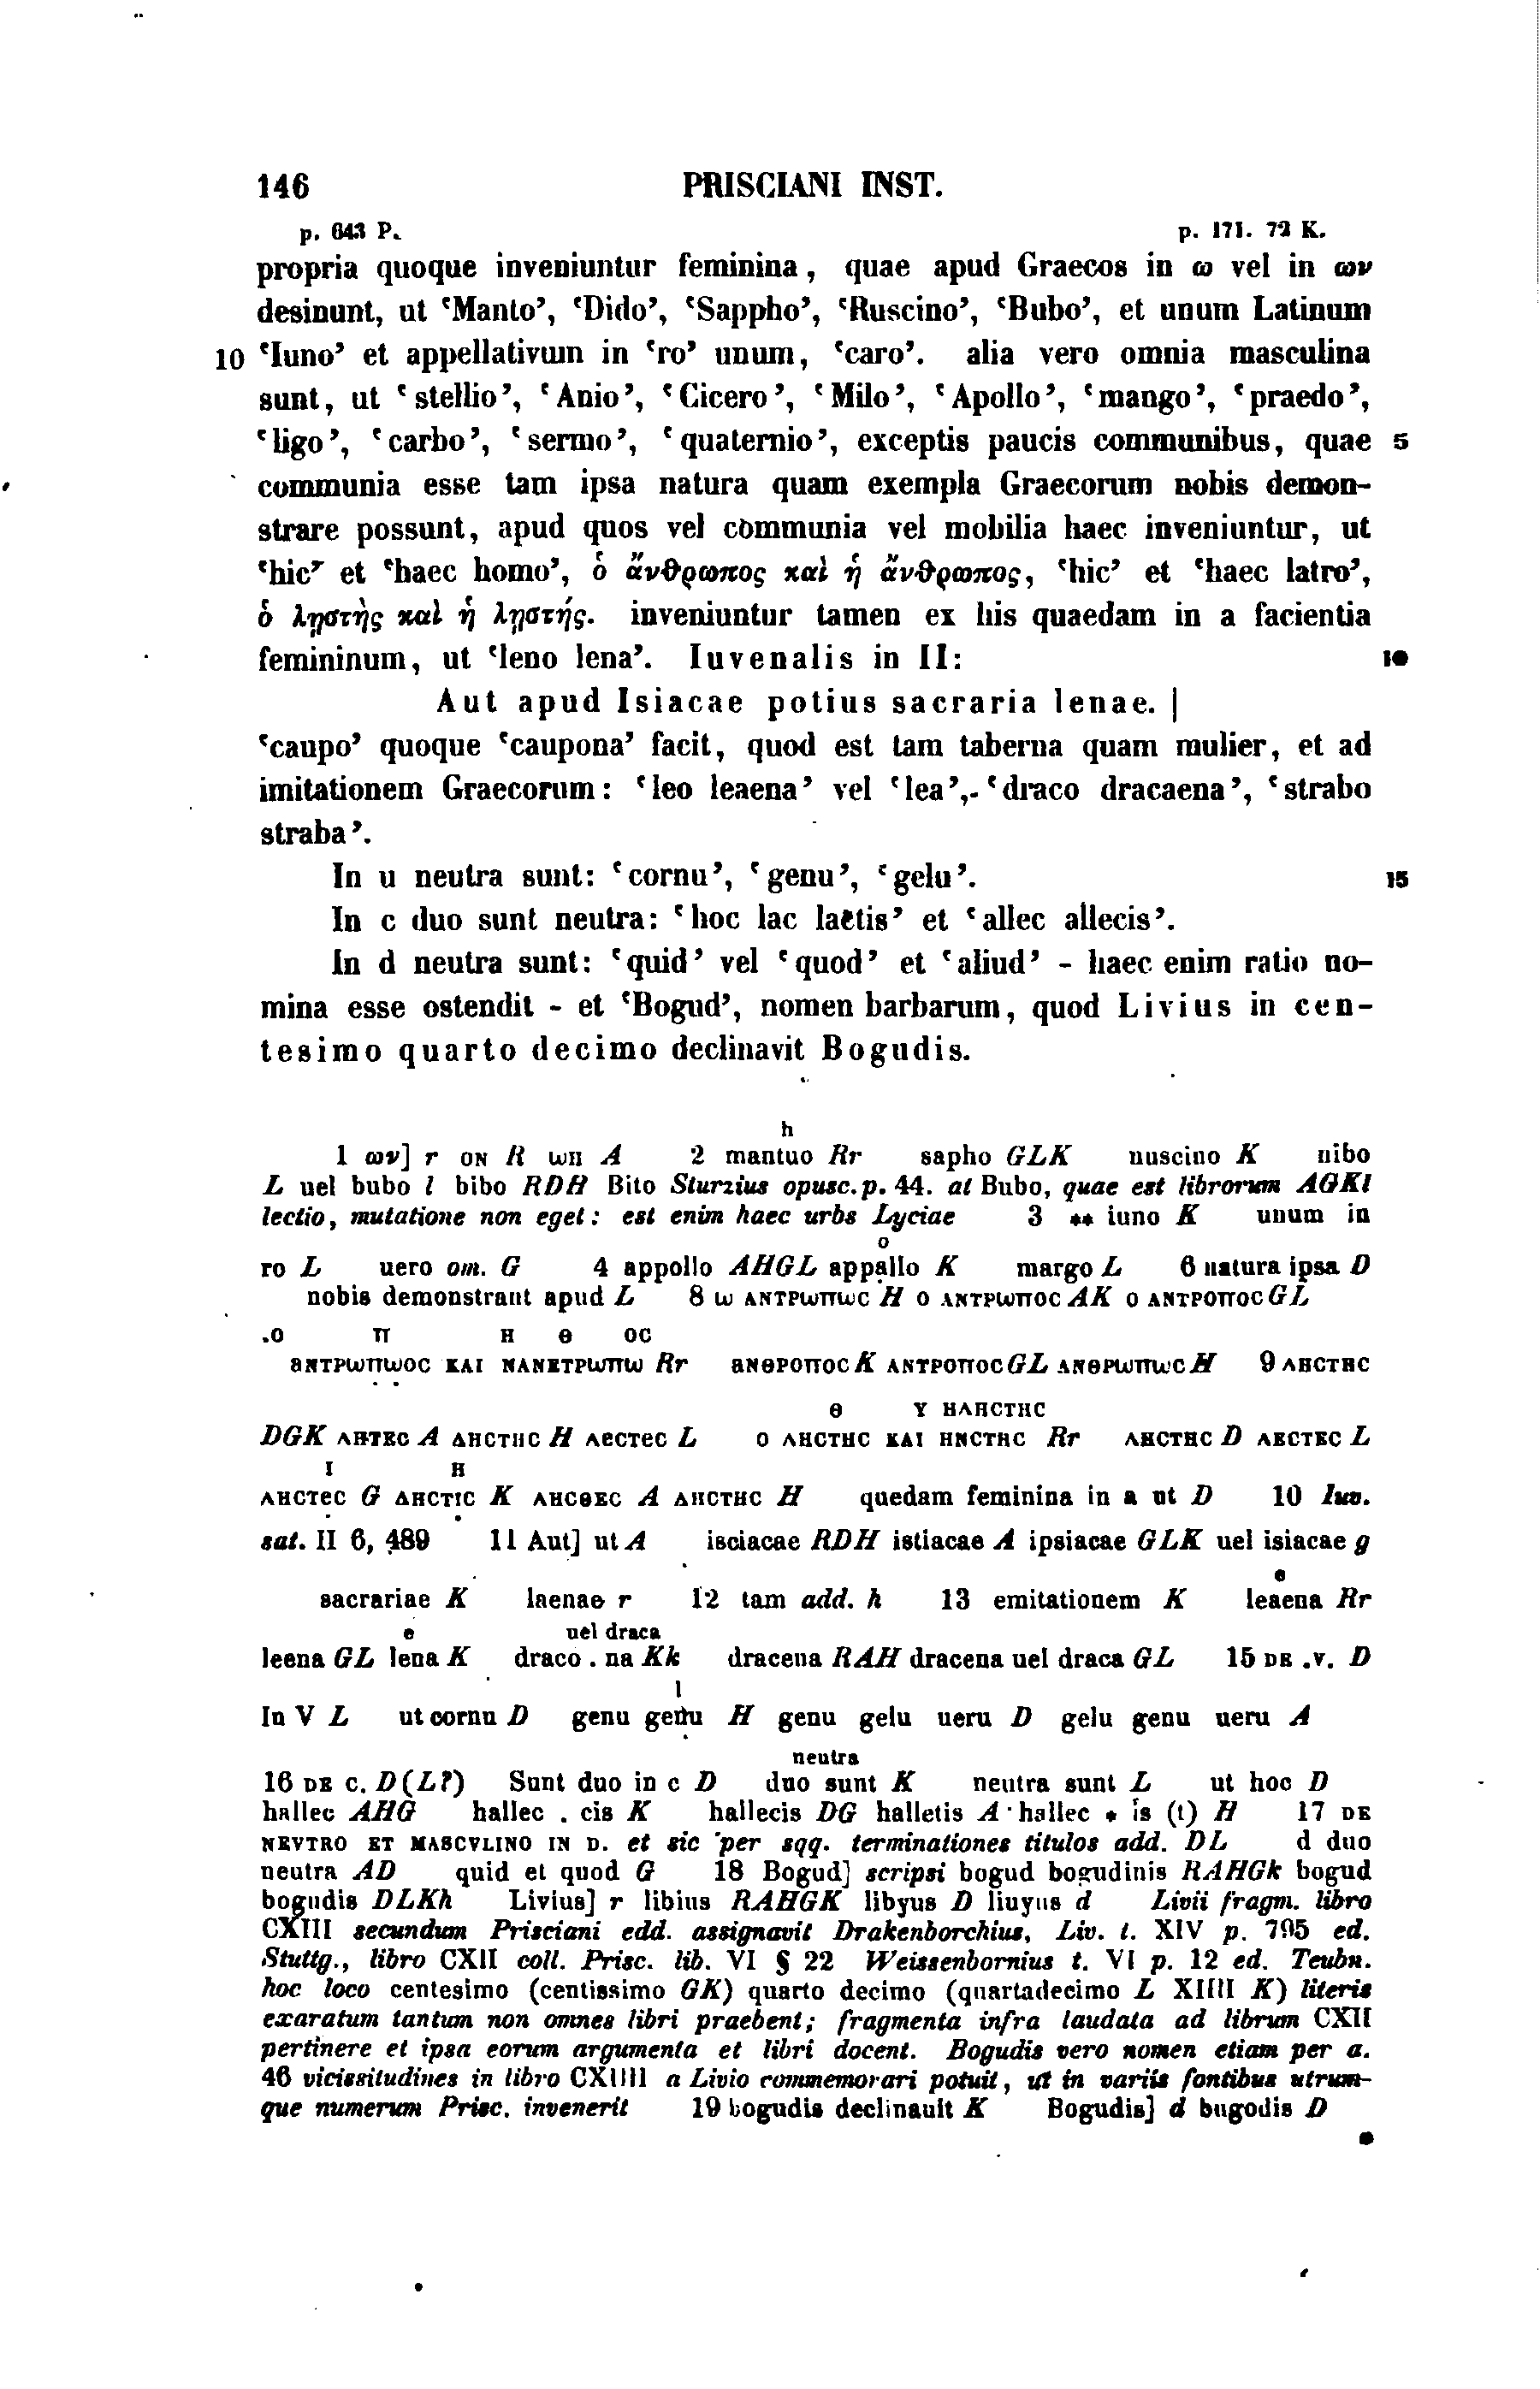 146 PRISCIANI INST.
p. 643 P. p. 171. 72 K.
propria quoque inveniuntur feminina, quae apud Graecos in ω vel in ων
desinunt, ut ‘Manto’, ‘Dido’, ‘Sappho’, ‘Ruscino’, ‘Bubo’, et unum Latinum
10 ‘Iuno’ et appellativum in ‘ro’ unum, ‘caro’. alia vero omnia masculina
sunt, ut ‘stellio’, ‘Anio’, ‘Cicero’, ‘Milo’, ‘Apollo’, ‘mango’, ‘praedo’,
‘ligo’, ‘carbo’, ‘sermo’, ‘quaternio’, exceptis paucis communibus, quae 5
communia esse tam ipsa natura quam exempla Graecorum nobis demon-
strare possunt, apud quos vel communia vel mobilia haec inveniuntur, ut
‘hic’ et ‘haec homo’, ὁ ἄνθρωπος καὶ ἡ ἄνθρωπος, ‘hic’ et ‘haec latro’,
ὁ λῃστὴς καὶ ἡ λῃστής. inveniuntur tamen ex his quaedam in a facientia
femininum, ut ‘leno lena’. Iuvenalis in II: 10
Aut apud Isiacae potius sacraria lenae. |
‘caupo’ quoque ‘caupona’ facit, quod est tam taberna quam mulier, et ad
imitationem Graecorum: ‘leo leaena’ vel ‘lea’, ‘draco dracaena’, ‘strabo
straba’.
In u neutra sunt: ‘cornu’, ‘genu’, ‘gelu’. 15
In c duo sunt neutra: ‘hoc lac lactis’ et ‘allec allecis’.
In d neutra sunt: ‘quid’ vel ‘quod’ et ‘aliud’ - haec enim ratio no-
mina esse ostendit - et ‘Bogud’, nomen barbarum, quod Livius in cen-
tesimo quarto decimo declinavit Bogudis.
h
1 ων] r ON R ωn A 2 mantuo Rr sapho GLK nuscino K nibo
L uel bubo l bibo RDH Bito Sturzius opusc. p. 44. at Bubo, quae est librorum AGKl
lectio, mutatione non eget: est enim haec urbs Lyciae 3 ** iuno K unum in
o
ro L uero om. G 4 appollo AHGL appallo K margo L 6 natura ipsa D
nobis demonstrant apud L 8 ω ΑΝΤΡωΠωC H O ΑΝΤΡωΠΟC AK O ΑΝΤΡΟΠΟC GL
.O Π H Θ OC
ΑΝΤΡωΠωΟC ΚΑΙ ΝΑΝΕΤΡωΠω Rr ΑΝΘΡΟΠΟC K ΑΝΤΡΟΠΟC GL ΑΝΘΡωΠωC H 9 ΛΗCΤΗC
Θ Υ ΗΛΗCΤΗC
DGK A ΛΗCΤΗC H ΛΕCΤΕC L O ΛΗCΤΗC ΚΑΙ ΗΝCΤΗC Rr ΛΗCΤΗC D ΛΕCΤΕC L
I H
ΛΗCΤΕC G ΛΗCΤΙC K ΛΗCΘΕC A ΛΗCΤΗC H quedam feminina in a ut D 10 Iuv.
sat. II 6, 489 11 Aut] ut A isciacae RDH istiacae A ipsiacae GLK uel isiacae g
e
sacrariae K laenae r 12 tam add. h 13 emitationem K leaena Rr
e uel draca
leena GL lena K draco . na Kk dracena RAH dracena uel draca GL 15 DE .V. D
l
In V L ut cornu D genu genu H genu gelu ueru D gelu genu ueru A
neutra
16 DE C. D(L?) Sunt duo in c D duo sunt K neutra sunt L ut hoc D
hallec AHG hallec . cis K hallecis DG halletis A hallec * is (t) H 17 DE
NEVTRO ET MASCVLINO IN D. et sic per sqq. terminationes titulos add. DL d duo
neutra AD quid et quod G 18 Bogud] scripsi bogud bogudinis RAHGk bogud
bogudis DLKh Livius] r libius RAHGK libyus D liuyus d Livii fragm. libro
CXIII secundum Prisciani edd. assignavit Drakenborchius, Liv. t. XIV p. 795 ed.
Stuttg., libro CXII coll. Prisc. lib. VI § 22 Weissenbornius t. VI p. 12 ed. Teubn.
hoc loco centesimo (centissimo GK) quarto decimo (quartadecimo L XIIII K) literis
exaratum tantum non omnes libri praebent; fragmenta infra laudata ad librum CXII
pertinere et ipsa eorum argumenta et libri docent. Bogudis vero nomen etiam per a.
46 vicissitudines in libro CXIIII a Livio commemorari potuit, ut in variis fontibus utrum-
que numerum Prisc. invenerit 19 bogudis declinauit K Bogudis] d bugodis D